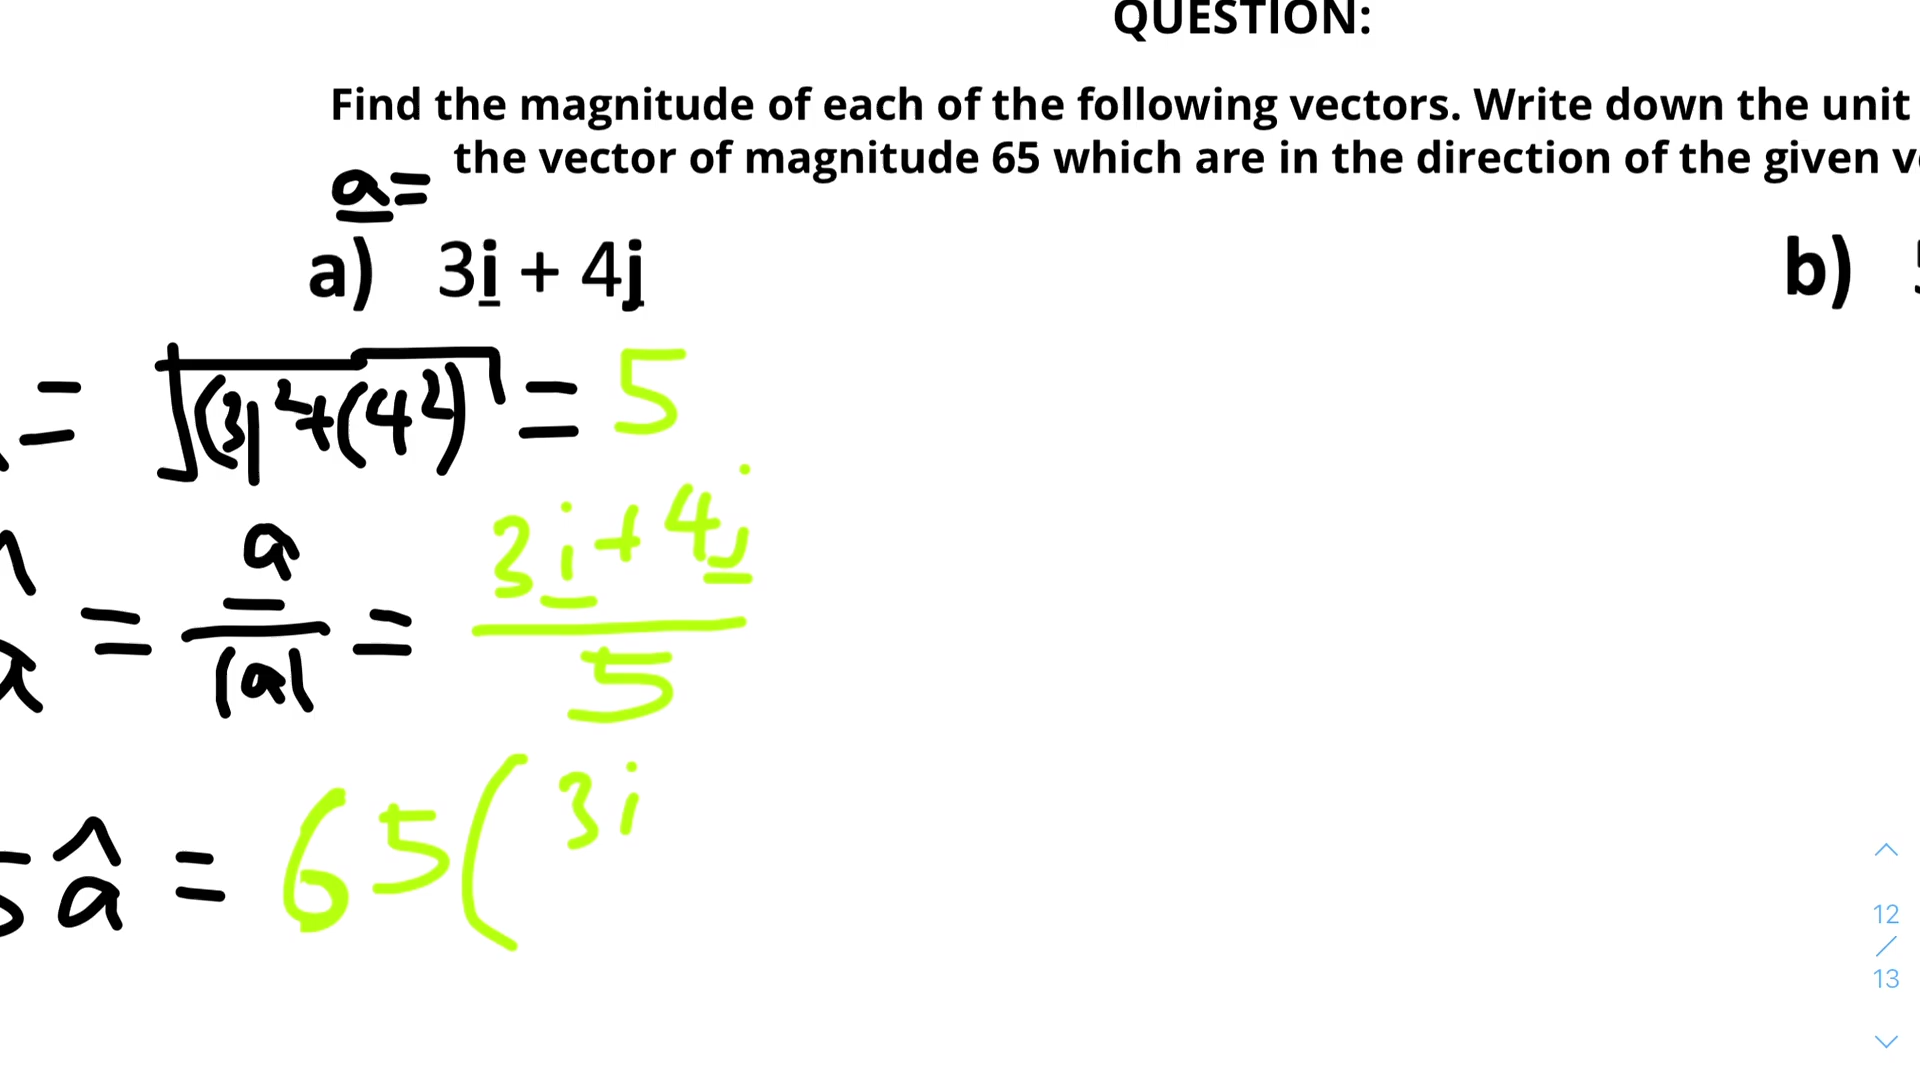 QUESTION:
Find the magnitude of each of the following vectors. Write down the unit
the vector of magnitude 65 which are in the direction of the given
a =
a) 3i + 4j
b)
= √(3)²+(4²) = 5
= a/|a| = 3i+4j/5
â = 65(3i
12
/
13